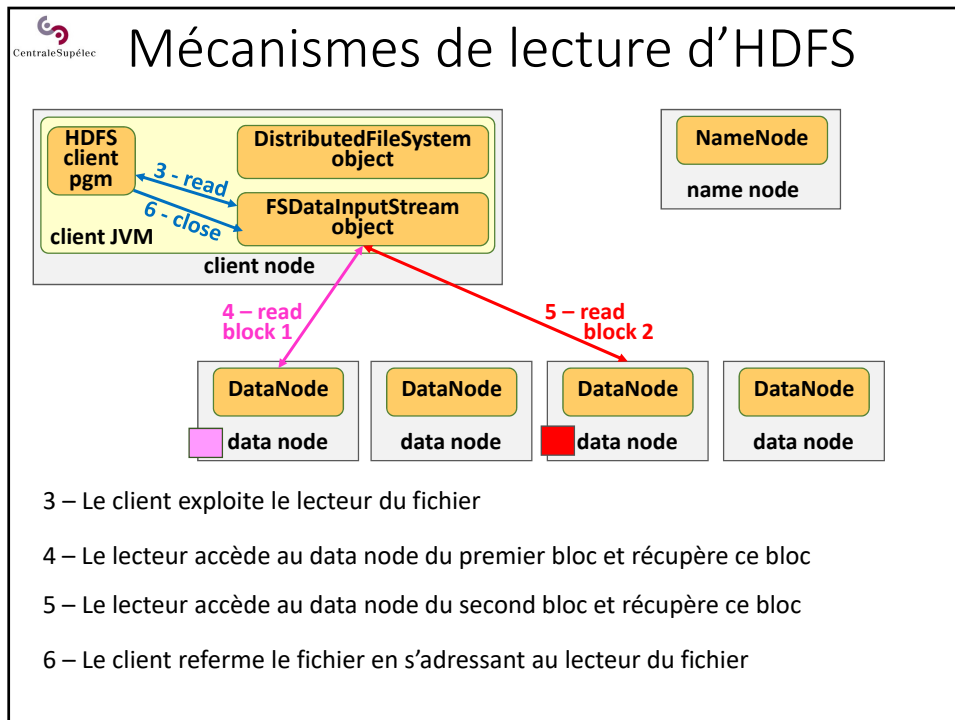 CentraleSupélec
Mécanismes de lecture d’HDFS
HDFS
client
pgm
DistributedFileSystem
object
3 - read
6 - close
FSDataInputStream
object
client JVM
client node
NameNode
name node
4 – read
block 1
5 – read
block 2
DataNode
data node
DataNode
data node
DataNode
data node
DataNode
data node
3 – Le client exploite le lecteur du fichier
4 – Le lecteur accède au data node du premier bloc et récupère ce bloc
5 – Le lecteur accède au data node du second bloc et récupère ce bloc
6 – Le client referme le fichier en s’adressant au lecteur du fichier